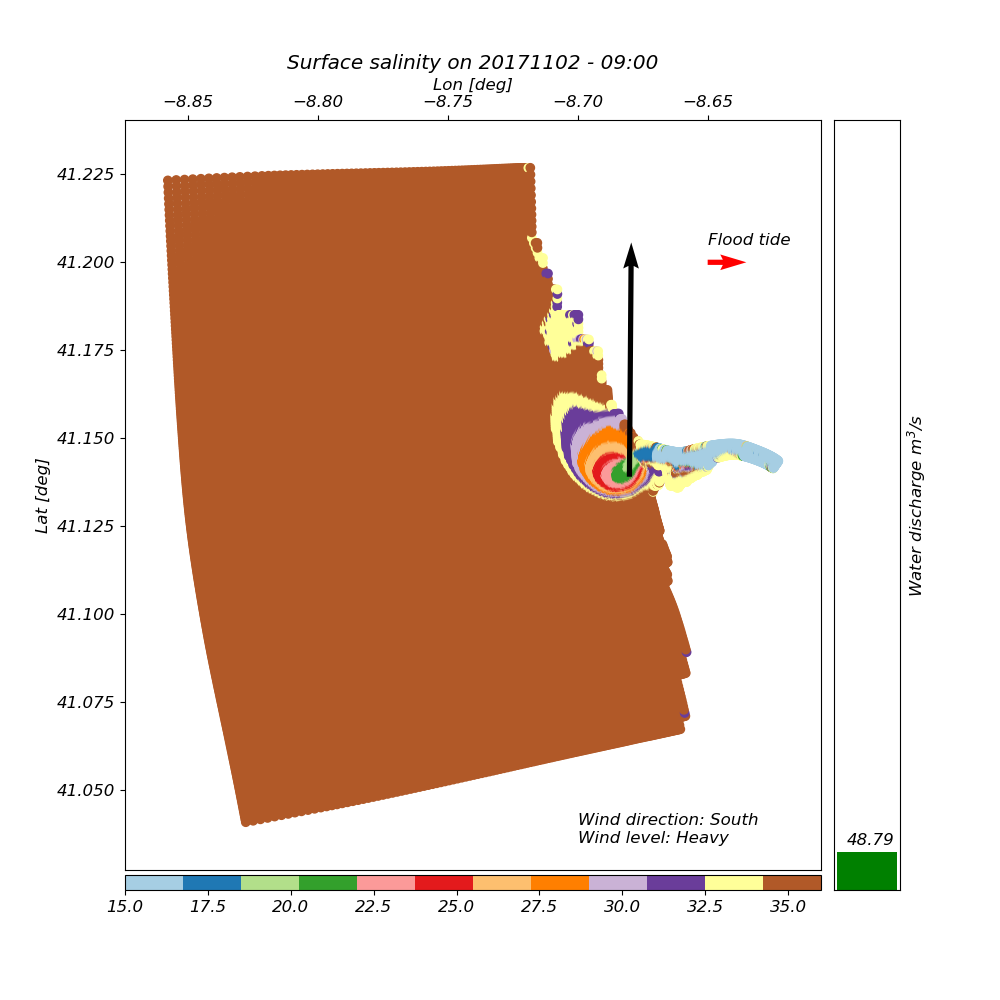 Surface salinity on 20171102 - 09:00
Lon [deg]
−8.85 −8.80 −8.75 −8.70 −8.65
41.225
41.200
41.175
41.150
41.125
41.100
41.075
41.050
Lat [deg]
Flood tide
Wind direction: South
Wind level: Heavy
Water discharge m³/s
48.79
15.0 17.5 20.0 22.5 25.0 27.5 30.0 32.5 35.0